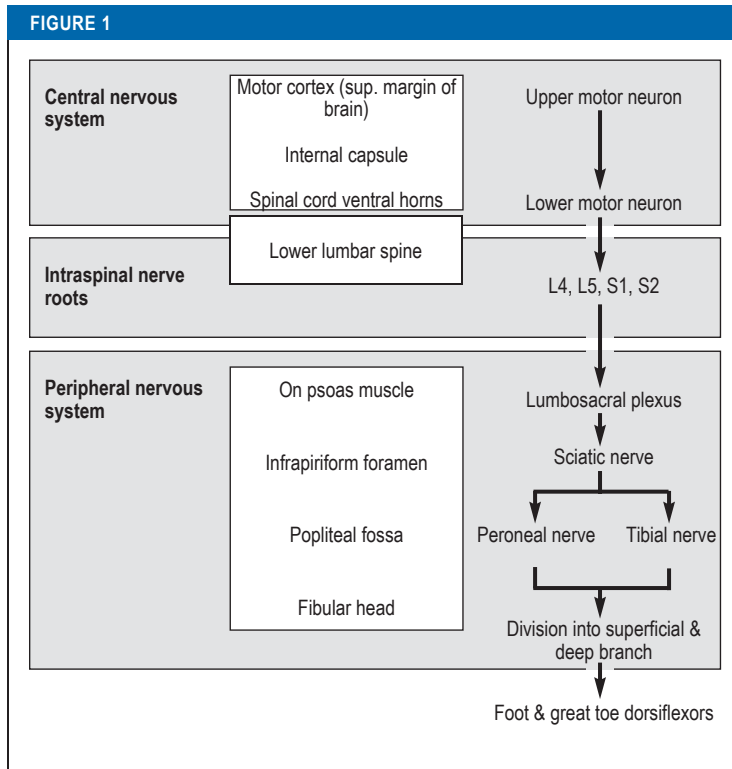 FIGURE 1
Central nervous
system
Motor cortex (sup. margin of
brain)
Internal capsule
Spinal cord ventral horns
Upper motor neuron
Lower motor neuron
Lower lumbar spine
Intraspinal nerve
roots
L4, L5, S1, S2
Peripheral nervous
system
On psoas muscle
Infrapiriform foramen
Popliteal fossa
Fibular head
Lumbosacral plexus
Sciatic nerve
Peroneal nerve
Tibial nerve
Division into superficial &
deep branch
Foot & great toe dorsiflexors